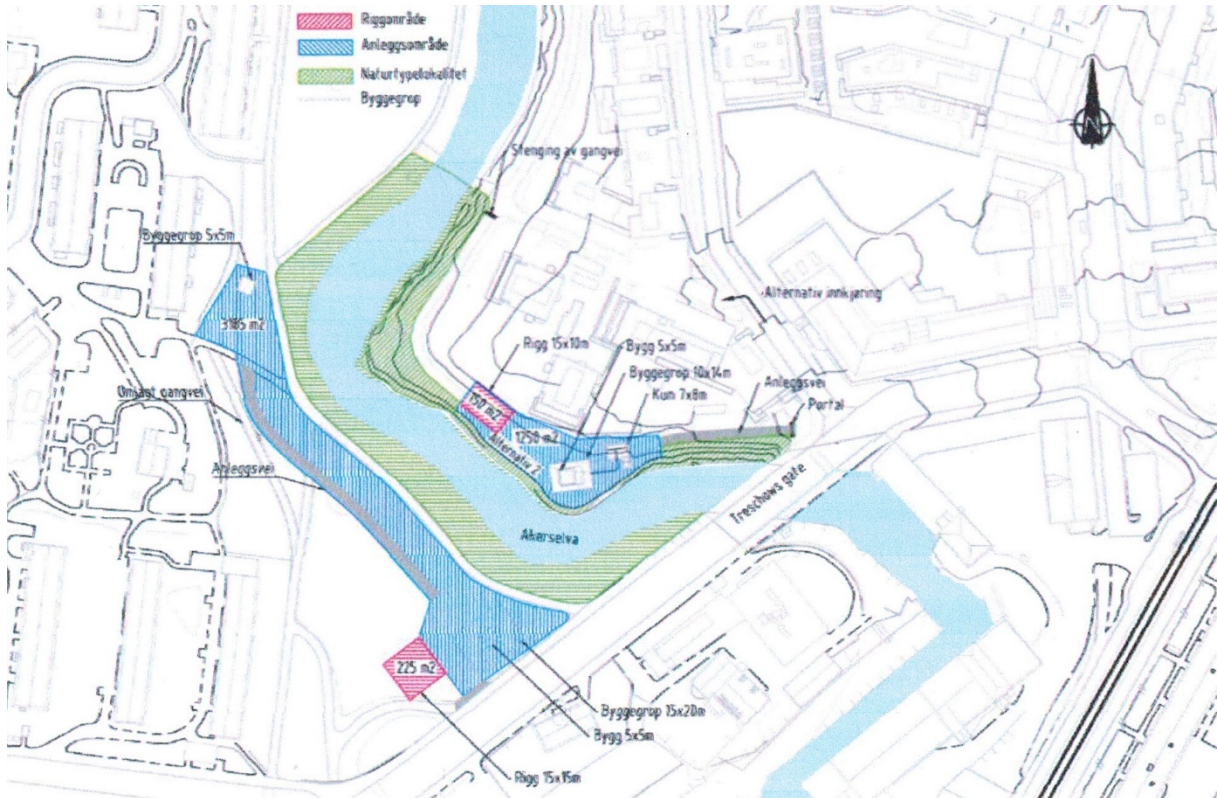 Riggområde
Anleggsområde
Naturtypelokalitet
Byggegrop
Stenging av gangvei
N
Byggegrop 5x5m
Alternativ innkjøring
3185 m2
Rigg 15x10m
Bygg 5x5m
Byggegrop 10x14m
Kum 7x8m
Anleggsvei
Portal
Omlagt gangvei
150 m2
1250 m2
Alternativ 2
Anleggsvei
Treschows gate
Akerselva
225 m2
Byggegrop 15x20m
Bygg 5x5m
Rigg 15x15m